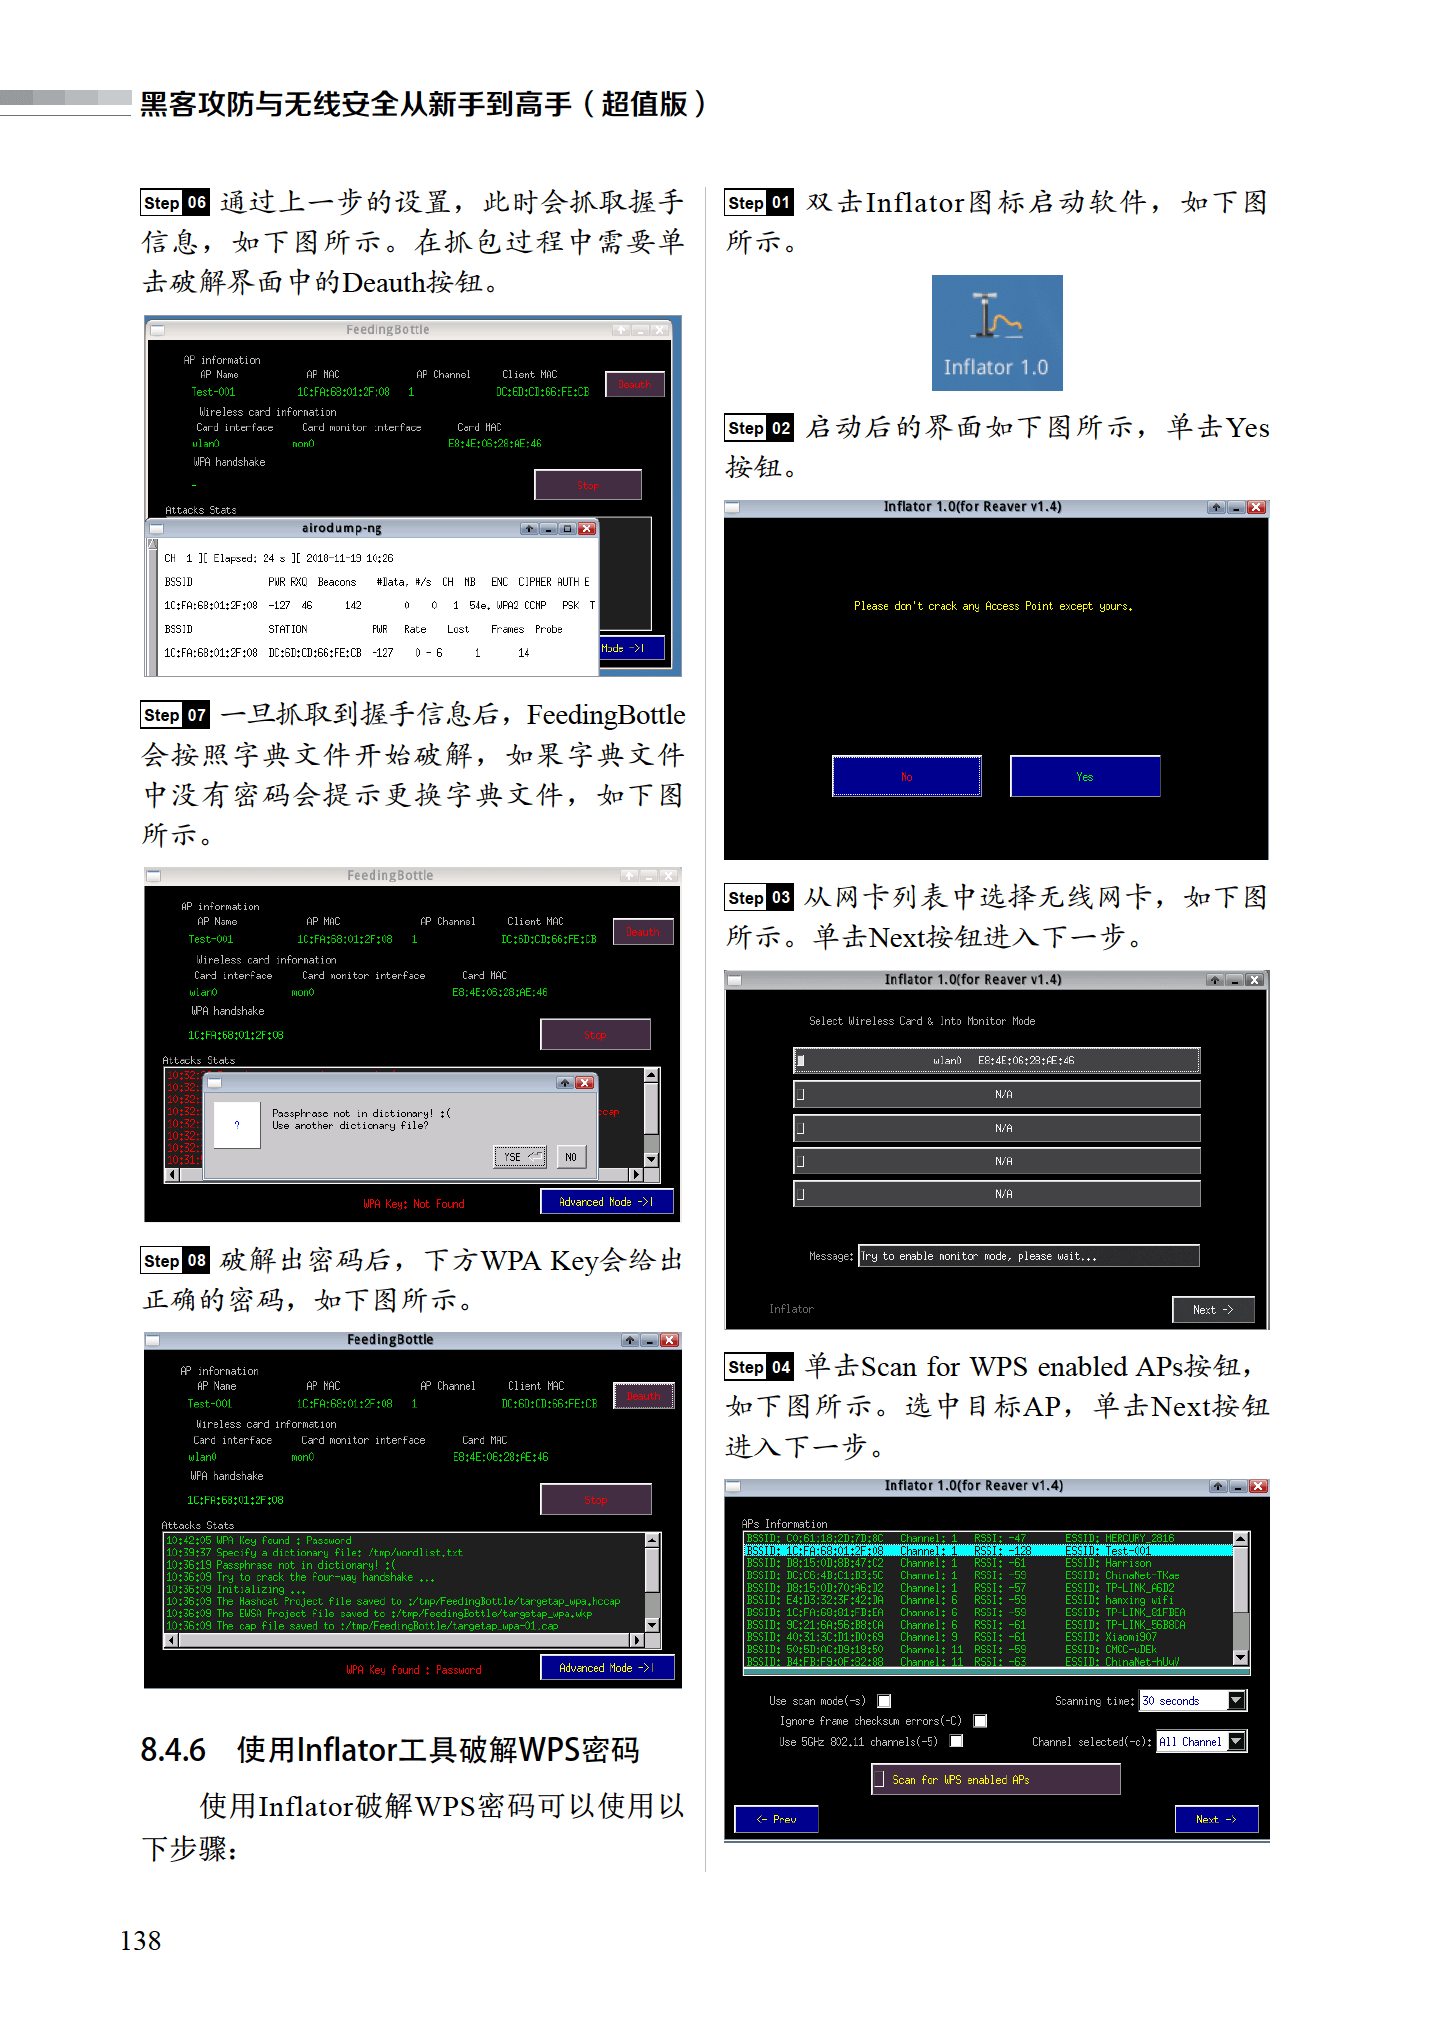 黑客攻防与无线安全从新手到高手（超值版）
Step 06 通过上一步的设置，此时会抓取握手
信息，如下图所示。在抓包过程中需要单
击破解界面中的Deauth按钮。
FeedingBottle
AP information
AP Name AP MAC AP Channel Client MAC
Test-001 1C:FA:68:01:2F:08 1 DC:6D:CD:66:FE:CB Deauth
Wireless card information
Card interface Card monitor interface Card MAC
wlan0 mon0 E8:4E:06:28:AE:46
WPA handshake
-
Stop
Attacks Stats
airodump-ng
CH 1 ][ Elapsed: 24 s ][ 2018-11-19 10:26
BSSID PWR RXQ Beacons #Data, #/s CH MB ENC CIPHER AUTH E
1C:FA:68:01:2F:08 -127 46 142 0 0 1 54e. WPA2 CCMP PSK T
BSSID STATION PWR Rate Lost Frames Probe
1C:FA:68:01:2F:08 DC:6D:CD:66:FE:CB -127 0 - 6 1 14
Mode ->|
Step 07 一旦抓取到握手信息后，FeedingBottle
会按照字典文件开始破解，如果字典文件
中没有密码会提示更换字典文件，如下图
所示。
FeedingBottle
AP information
AP Name AP MAC AP Channel Client MAC
Test-001 1C:FA:68:01:2F:08 1 DC:6D:CD:66:FE:CB Deauth
Wireless card information
Card interface Card monitor interface Card MAC
wlan0 mon0 E8:4E:06:28:AE:46
WPA handshake
1C:FA:68:01:2F:08
Stop
Attacks Stats
10:32:
10:32:
10:32:
10:32:
10:32:
10:32:
10:32:
10:31:
ccap
?
Passphrase not in dictionary! :(
Use another dictionary file?
YSE NO
WPA Key: Not Found
Advanced Mode ->|
Step 08 破解出密码后，下方WPA Key会给出
正确的密码，如下图所示。
FeedingBottle
AP information
AP Name AP MAC AP Channel Client MAC
Test-001 1C:FA:68:01:2F:08 1 DC:6D:CD:66:FE:CB Deauth
Wireless card information
Card interface Card monitor interface Card MAC
wlan0 mon0 E8:4E:06:28:AE:46
WPA handshake
1C:FA:68:01:2F:08
Stop
Attacks Stats
10:42:05 WPA Key found : Password
10:39:37 Specify a dictionary file: /tmp/wordlist.txt
10:36:19 Passphrase not in dictionary! :(
10:36:09 Try to crack the four-way handshake ...
10:36:09 Initializing ...
10:36:09 The Hashcat Project file saved to :/tmp/FeedingBottle/targetap_wpa.hccap
10:36:09 The EWSA Project file saved to :/tmp/FeedingBottle/targetap_wpa.wkp
10:36:09 The cap file saved to :/tmp/FeedingBottle/targetap_wpa-01.cap
WPA Key found : Password
Advanced Mode ->|
8.4.6 使用Inflator工具破解WPS密码
使用Inflator破解WPS密码可以使用以
下步骤：
Step 01 双击Inflator图标启动软件，如下图
所示。
Inflator 1.0
Step 02 启动后的界面如下图所示，单击Yes
按钮。
Inflator 1.0(for Reaver v1.4)
Please don't crack any Access Point except yours.
No Yes
Step 03 从网卡列表中选择无线网卡，如下图
所示。单击Next按钮进入下一步。
Inflator 1.0(for Reaver v1.4)
Select Wireless Card & Into Monitor Mode
wlan0 E8:4E:06:28:AE:46
N/A
N/A
N/A
N/A
Message: Try to enable monitor mode, please wait...
Inflator
Next ->
Step 04 单击Scan for WPS enabled APs按钮，
如下图所示。选中目标AP，单击Next按钮
进入下一步。
Inflator 1.0(for Reaver v1.4)
APs Information
BSSID: C0:61:18:2D:7D:8C Channel: 1 RSSI: -47 ESSID: MERCURY_2816
BSSID: 1C:FA:68:01:2F:08 Channel: 1 RSSI: -128 ESSID: Test-001
BSSID: D8:15:0D:8B:47:C2 Channel: 1 RSSI: -61 ESSID: Harrison
BSSID: DC:C6:4B:C1:B3:5C Channel: 1 RSSI: -59 ESSID: ChinaNet-TKae
BSSID: D8:15:0D:70:A6:D2 Channel: 1 RSSI: -57 ESSID: TP-LINK_A6D2
BSSID: E4:D3:32:3F:42:DA Channel: 6 RSSI: -59 ESSID: hanxing wifi
BSSID: 1C:FA:68:81:FD:EA Channel: 6 RSSI: -59 ESSID: TP-LINK_81FDEA
BSSID: 9C:21:6A:56:B8:CA Channel: 6 RSSI: -61 ESSID: TP-LINK_56B8CA
BSSID: 40:31:3C:D1:D0:69 Channel: 9 RSSI: -61 ESSID: Xiaomi907
BSSID: 50:5D:AC:D9:18:50 Channel: 11 RSSI: -59 ESSID: CMCC-uDEk
BSSID: B4:FB:F9:0F:82:88 Channel: 11 RSSI: -63 ESSID: ChinaNet-hUwV
Use scan mode(-s) Scanning time: 30 seconds
Ignore frame checksum errors(-C)
Use 5GHz 802.11 channels(-5) Channel selected(-c): All Channel
Scan for WPS enabled APs
<- Prev Next ->
138